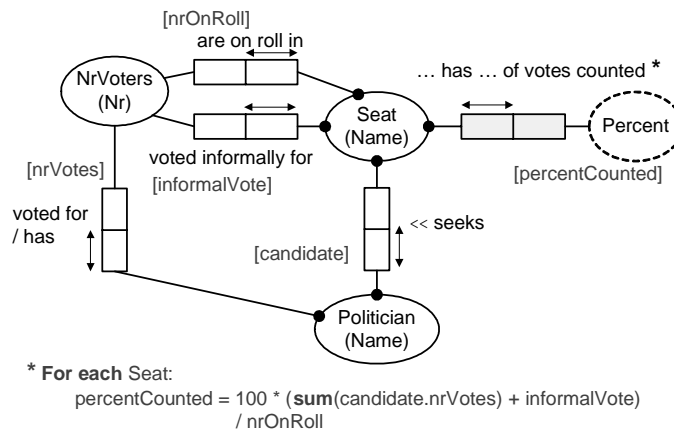 [nrOnRoll]
are on roll in
NrVoters
(Nr)
… has … of votes counted *
Seat
(Name)
Percent
voted informally for
[informalVote]
[nrVotes]
[percentCounted]
voted for
/ has
<< seeks
[candidate]
Politician
(Name)
* For each Seat:
percentCounted = 100 * (sum(candidate.nrVotes) + informalVote)
/ nrOnRoll